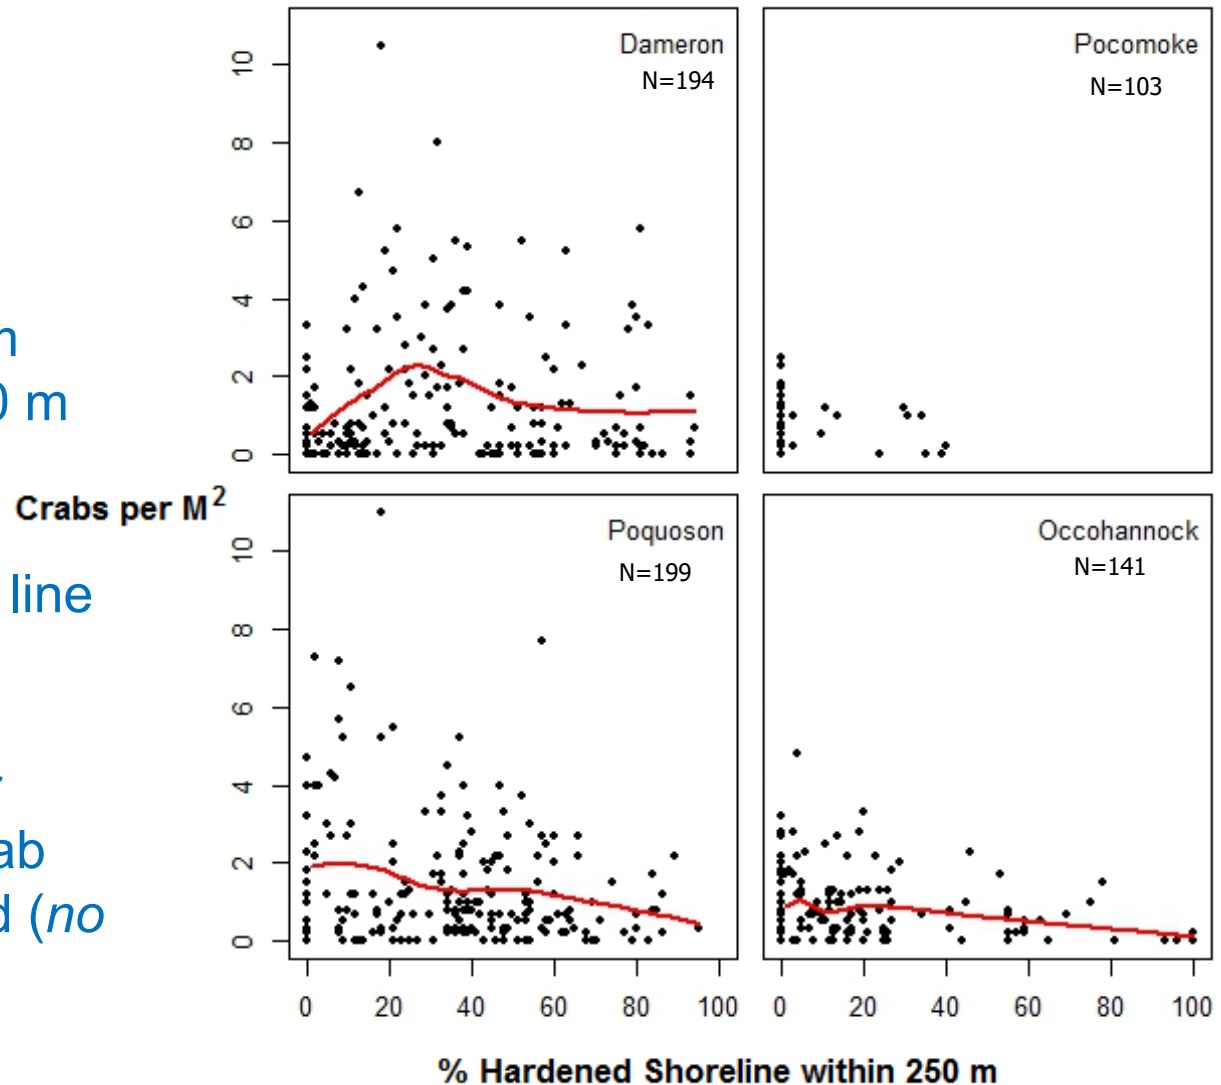 Dameron
N=194
Pocomoke
N=103
10
8
6
4
2
0
0 m
Crabs per M2
Poquoson
N=199
Occohannock
N=141
10
8
6
4
2
0
line
ab
d (no
0 20 40 60 80 100
0 20 40 60 80 100
% Hardened Shoreline within 250 m